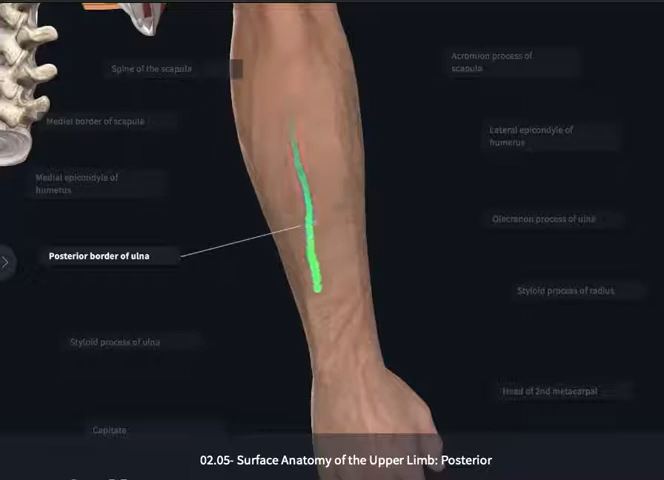 Spine of the scapula
Acromion process of
scapula
Medial border of scapula
Lateral epicondyle of
humerus
Medial epicondyle of
humerus
Olecranon process of ulna
Posterior border of ulna
Styloid process of radius
Styloid process of ulna
Head of 2nd metacarpal
Capitate
02.05- Surface Anatomy of the Upper Limb: Posterior